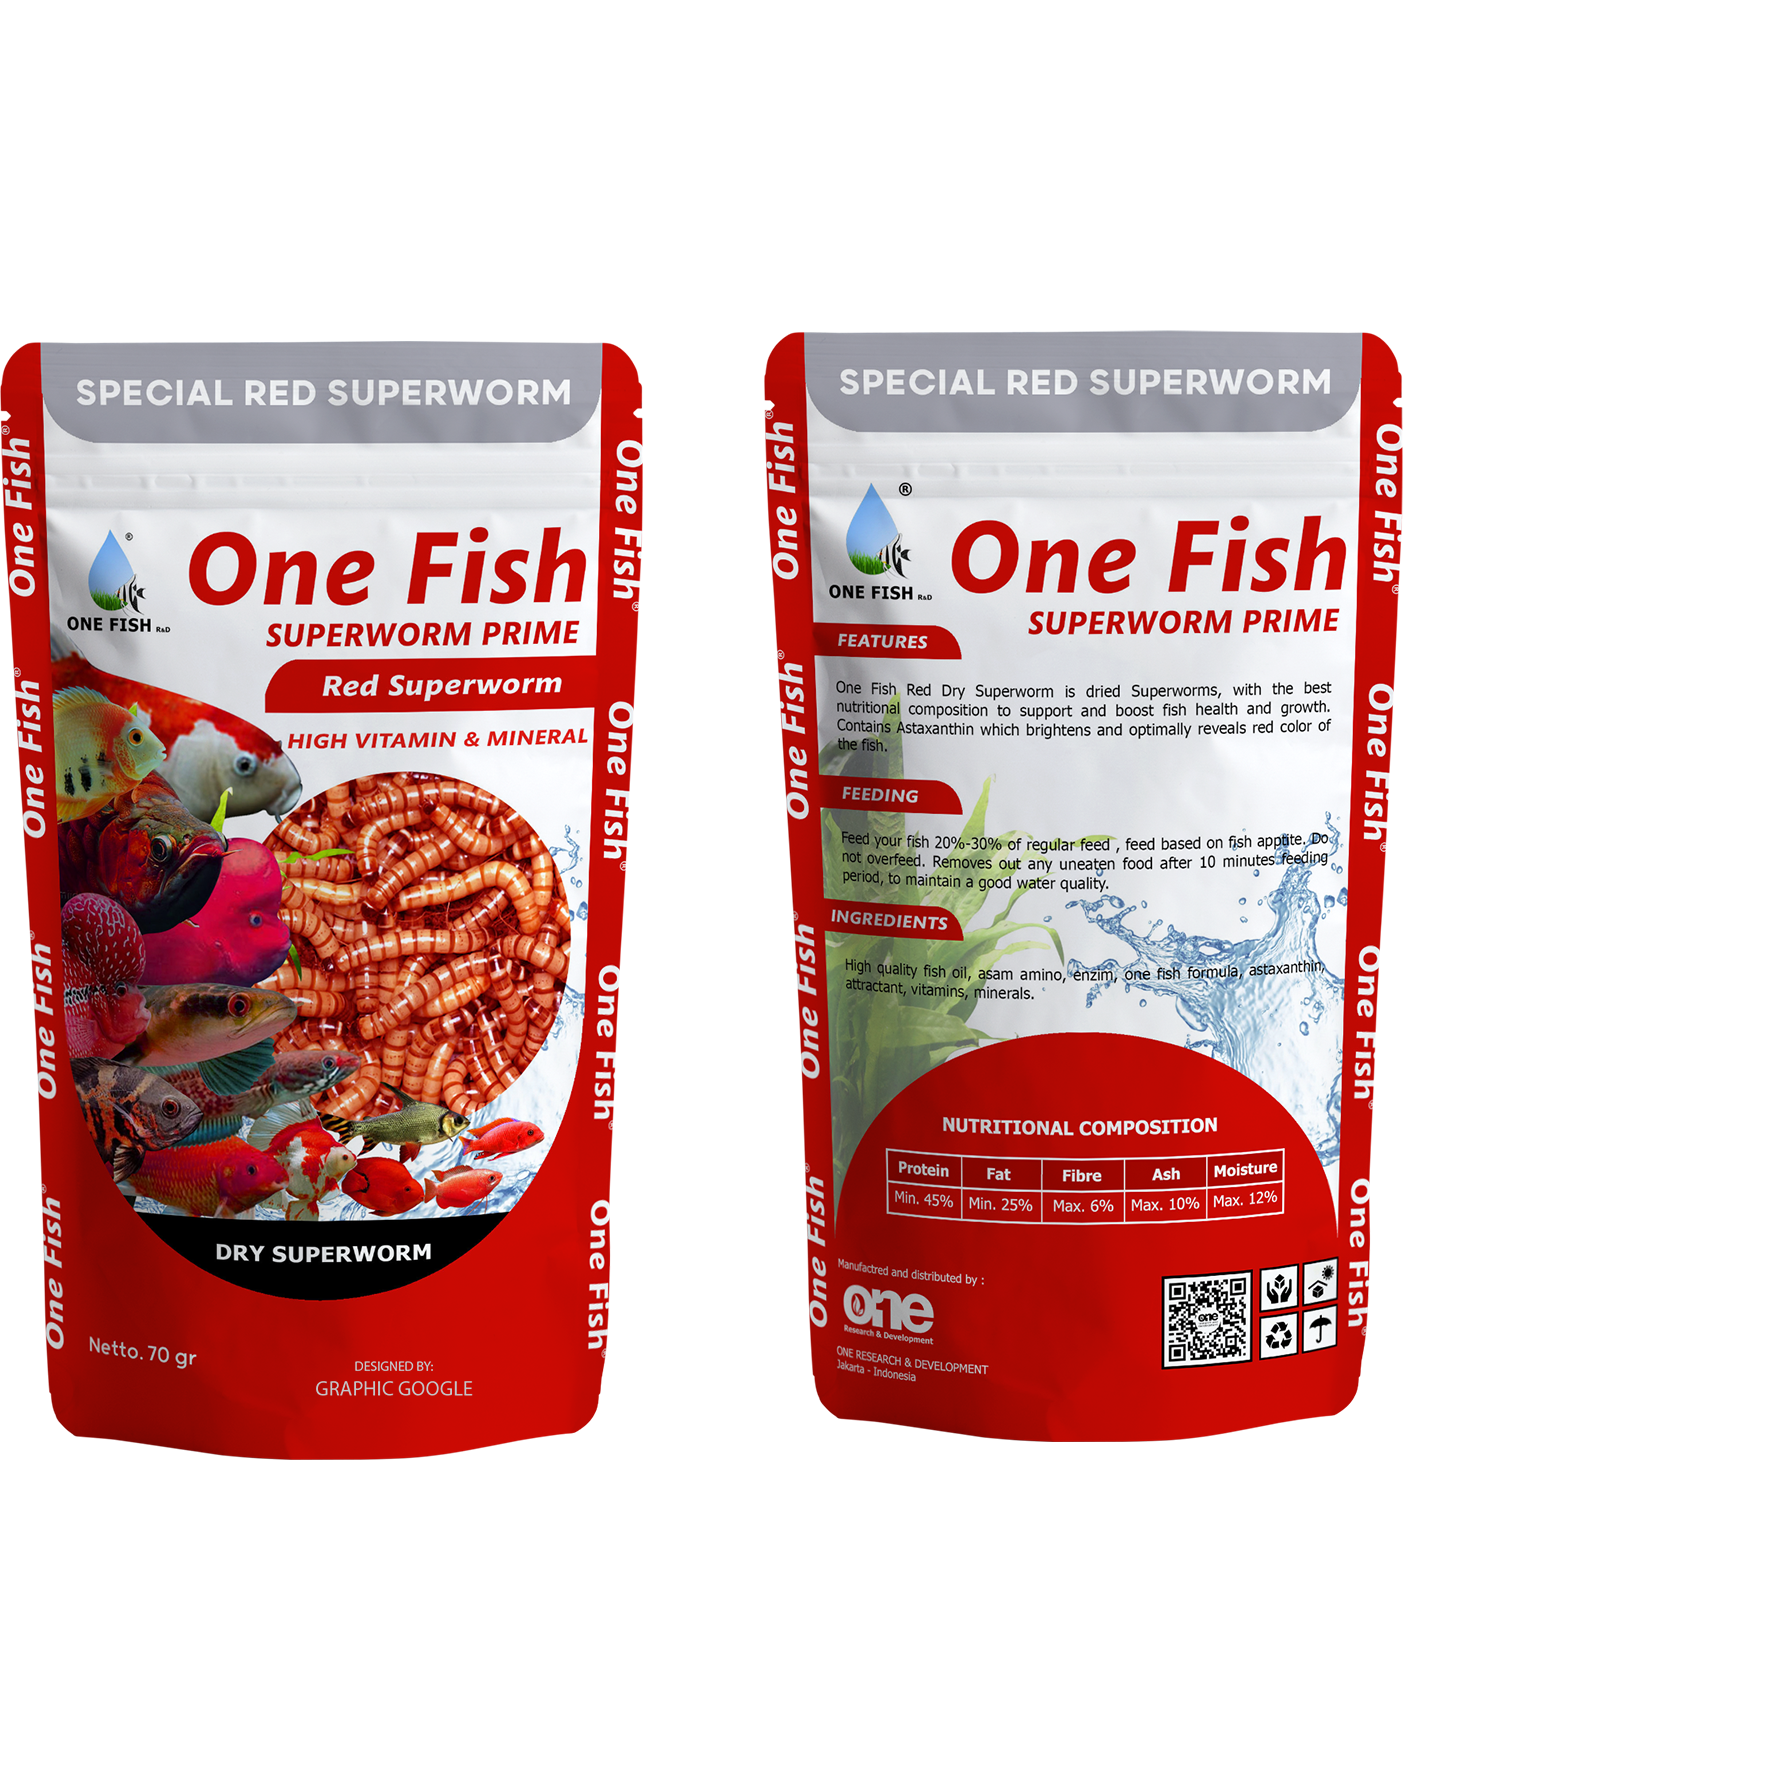 SPECIAL RED SUPERWORM
One Fish®
One Fish®
One Fish®
One Fish®
One Fish®
One Fish®
One Fish®
One Fish®
®
ONE FISH R&D
One Fish
SUPERWORM PRIME
Red Superworm
HIGH VITAMIN & MINERAL
DRY SUPERWORM
Netto. 70 gr
DESIGNED BY:
GRAPHIC GOOGLE
SPECIAL RED SUPERWORM
One Fish®
One Fish®
One Fish®
One Fish®
One Fish®
One Fish®
One Fish®
One Fish®
®
ONE FISH R&D
One Fish
SUPERWORM PRIME
FEATURES
One Fish Red Dry Superworm is dried Superworms, with the best
nutritional composition to support and boost fish health and growth.
Contains Astaxanthin which brightens and optimally reveals red color of
the fish.
FEEDING
Feed your fish 20%-30% of regular feed , feed based on fish apptite. Do
not overfeed. Removes out any uneaten food after 10 minutes feeding
period, to maintain a good water quality.
INGREDIENTS
High quality fish oil, asam amino, enzim, one fish formula, astaxanthin,
attractant, vitamins, minerals.
NUTRITIONAL COMPOSITION
Protein Fat Fibre Ash Moisture
Min. 45% Min. 25% Max. 6% Max. 10% Max. 12%
Manufactred and distributed by :
one
Research & Development
ONE RESEARCH & DEVELOPMENT
Jakarta - Indonesia
one